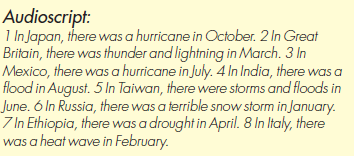 Audioscript:
1 In Japan, there was a hurricane in October. 2 In Great
Britain, there was thunder and lightning in March. 3 In
Mexico, there was a hurricane in July. 4 In India, there was a
flood in August. 5 In Taiwan, there were storms and floods in
June. 6 In Russia, there was a terrible snow storm in January.
7 In Ethiopia, there was a drought in April. 8 In Italy, there
was a heat wave in February.